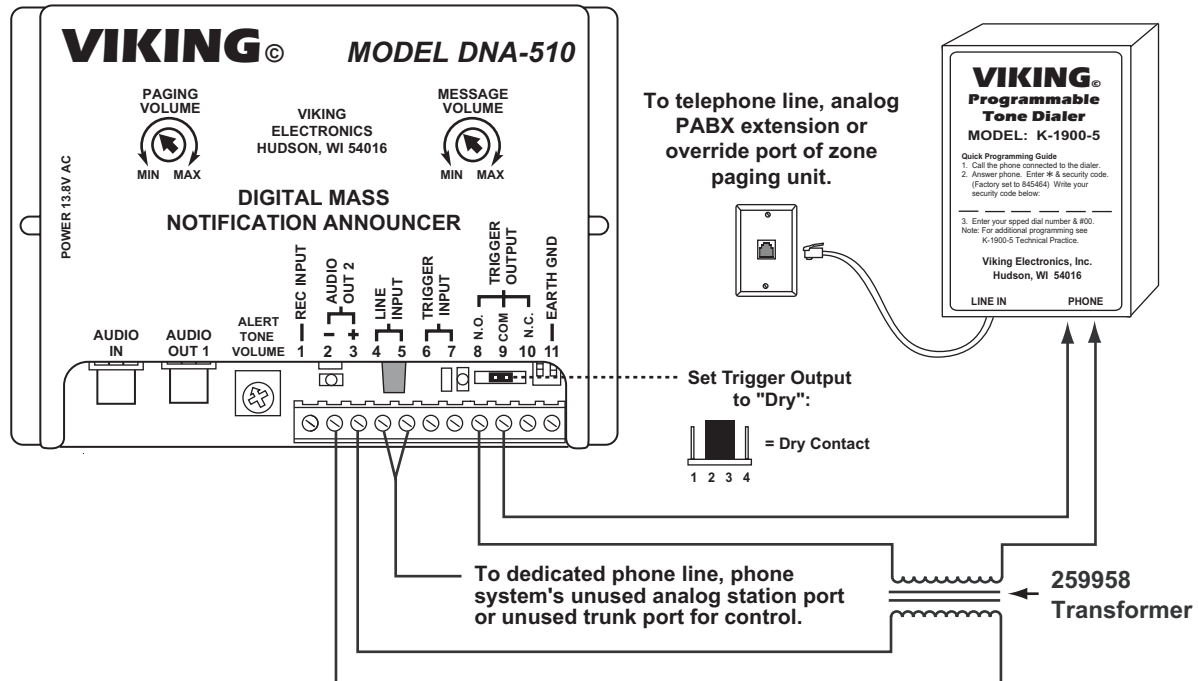 VIKING©
MODEL DNA-510
PAGING
VOLUME
MIN MAX
VIKING
ELECTRONICS
HUDSON, WI 54016
MESSAGE
VOLUME
MIN MAX
POWER 13.8V AC
DIGITAL MASS
NOTIFICATION ANNOUNCER
AUDIO
IN
AUDIO
OUT 1
ALERT
TONE
VOLUME
REC INPUT
AUDIO
OUT 2
- +
LINE
INPUT
TRIGGER
INPUT
TRIGGER
OUTPUT
N.O.
COM
N.C.
EARTH GND
1 2 3 4 5 6 7 8 9 10 11
To telephone line, analog
PABX extension or
override port of zone
paging unit.
VIKING©
Programmable
Tone Dialer
MODEL: K-1900-5
Quick Programming Guide
1. Call the phone connected to the dialer.
2. Answer phone. Enter * & security code.
(Factory set to 845464) Write your
security code below:
3. Enter your spped dial number & #00.
Note: For additional programming see
K-1900-5 Technical Practice.
Viking Electronics, Inc.
Hudson, WI 54016
LINE IN PHONE
Set Trigger Output
to "Dry":
= Dry Contact
1 2 3 4
To dedicated phone line, phone
system's unused analog station port
or unused trunk port for control.
259958
Transformer